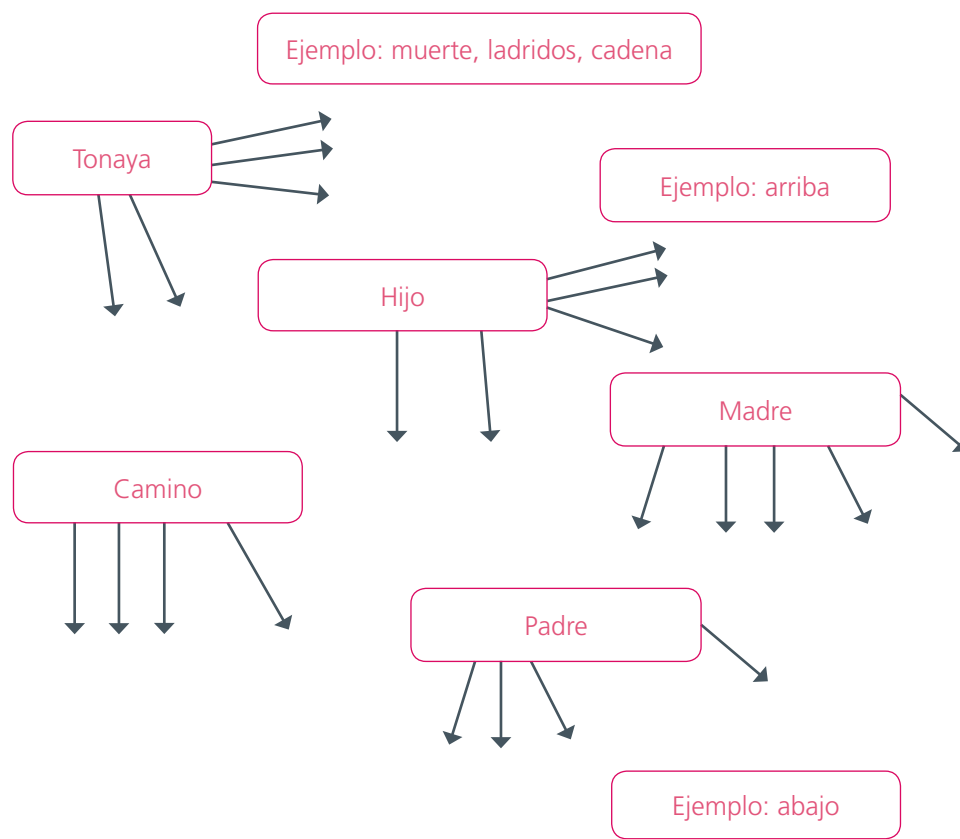 Ejemplo: muerte, ladridos, cadena
Tonaya
Ejemplo: arriba
Hijo
Madre
Camino
Padre
Ejemplo: abajo